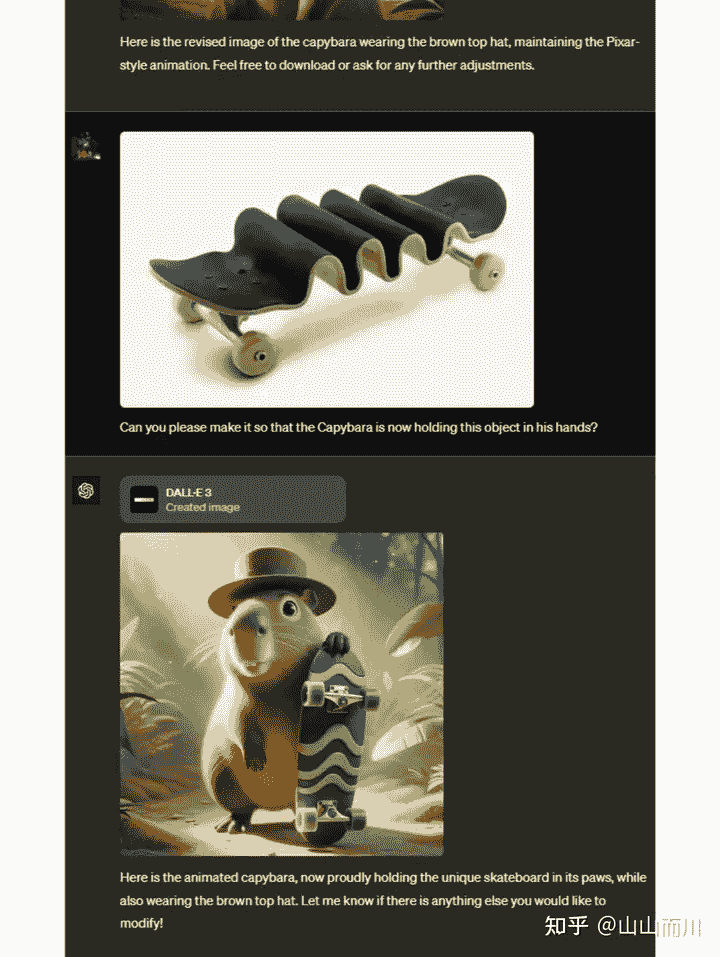 Here is the revised image of the capybara wearing the brown top hat, maintaining the Pixar-
style animation. Feel free to download or ask for any further adjustments.
Can you please make it so that the Capybara is now holding this object in his hands?
DALL·E 3
Created image
Here is the animated capybara, now proudly holding the unique skateboard in its paws, while
also wearing the brown top hat. Let me know if there is anything else you would like to
modify!
知乎 @山山而川